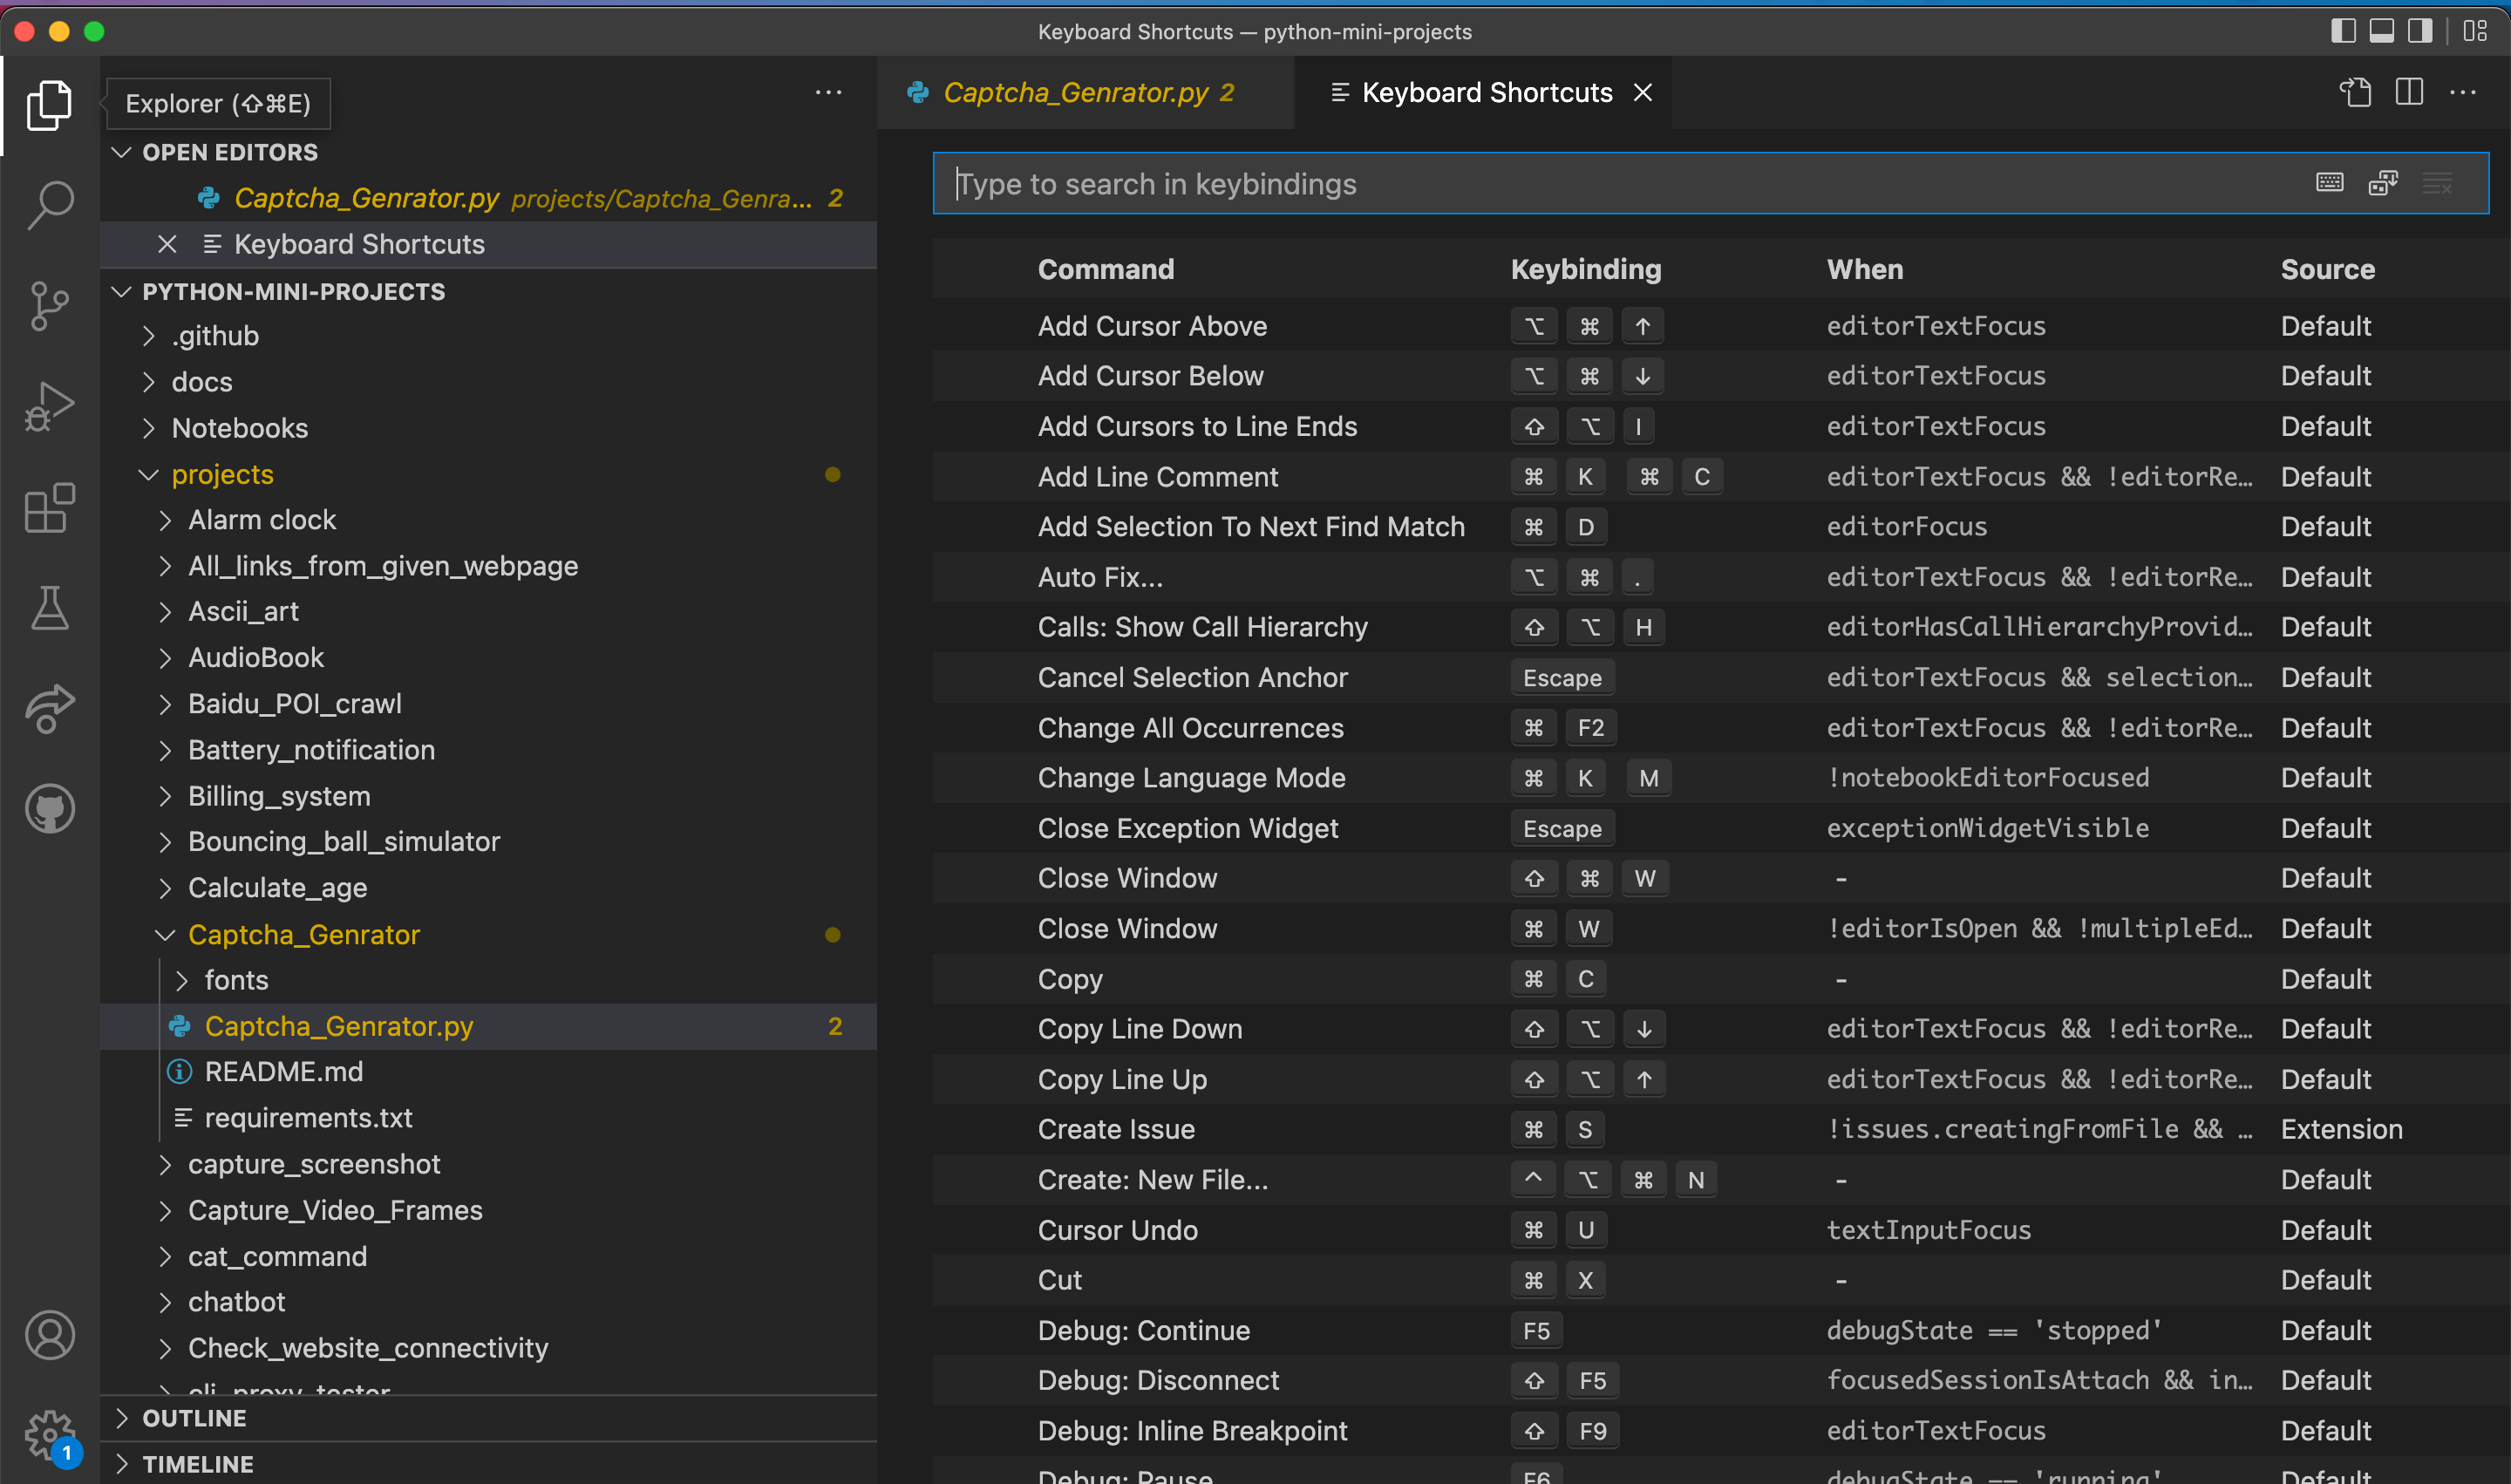 Keyboard Shortcuts — python-mini-projects
Explorer (⇧⌘E)
Captcha_Genrator.py 2
Keyboard Shortcuts
OPEN EDITORS
Captcha_Genrator.py projects/Captcha_Genra... 2
Keyboard Shortcuts
PYTHON-MINI-PROJECTS
.github
docs
Notebooks
projects
Alarm clock
All_links_from_given_webpage
Ascii_art
AudioBook
Baidu_POI_crawl
Battery_notification
Billing_system
Bouncing_ball_simulator
Calculate_age
Captcha_Genrator
fonts
Captcha_Genrator.py 2
README.md
requirements.txt
capture_screenshot
Capture_Video_Frames
cat_command
chatbot
Check_website_connectivity
cli_proxy_tester
OUTLINE
TIMELINE
1
Type to search in keybindings
Command Keybinding When Source
Add Cursor Above ⌥ ⌘ ↑ editorTextFocus Default
Add Cursor Below ⌥ ⌘ ↓ editorTextFocus Default
Add Cursors to Line Ends ⇧ ⌥ I editorTextFocus Default
Add Line Comment ⌘ K ⌘ C editorTextFocus && !editorRe… Default
Add Selection To Next Find Match ⌘ D editorFocus Default
Auto Fix... ⌥ ⌘ . editorTextFocus && !editorRe… Default
Calls: Show Call Hierarchy ⇧ ⌥ H editorHasCallHierarchyProvid… Default
Cancel Selection Anchor Escape editorTextFocus && selection… Default
Change All Occurrences ⌘ F2 editorTextFocus && !editorRe… Default
Change Language Mode ⌘ K M !notebookEditorFocused Default
Close Exception Widget Escape exceptionWidgetVisible Default
Close Window ⇧ ⌘ W - Default
Close Window ⌘ W !editorIsOpen && !multipleEd… Default
Copy ⌘ C - Default
Copy Line Down ⇧ ⌥ ↓ editorTextFocus && !editorRe… Default
Copy Line Up ⇧ ⌥ ↑ editorTextFocus && !editorRe… Default
Create Issue ⌘ S !issues.creatingFromFile && … Extension
Create: New File... ^ ⌥ ⌘ N - Default
Cursor Undo ⌘ U textInputFocus Default
Cut ⌘ X - Default
Debug: Continue F5 debugState == 'stopped' Default
Debug: Disconnect ⇧ F5 focusedSessionIsAttach && in… Default
Debug: Inline Breakpoint ⇧ F9 editorTextFocus Default
Debug: Pause F6 debugState == 'running' Default